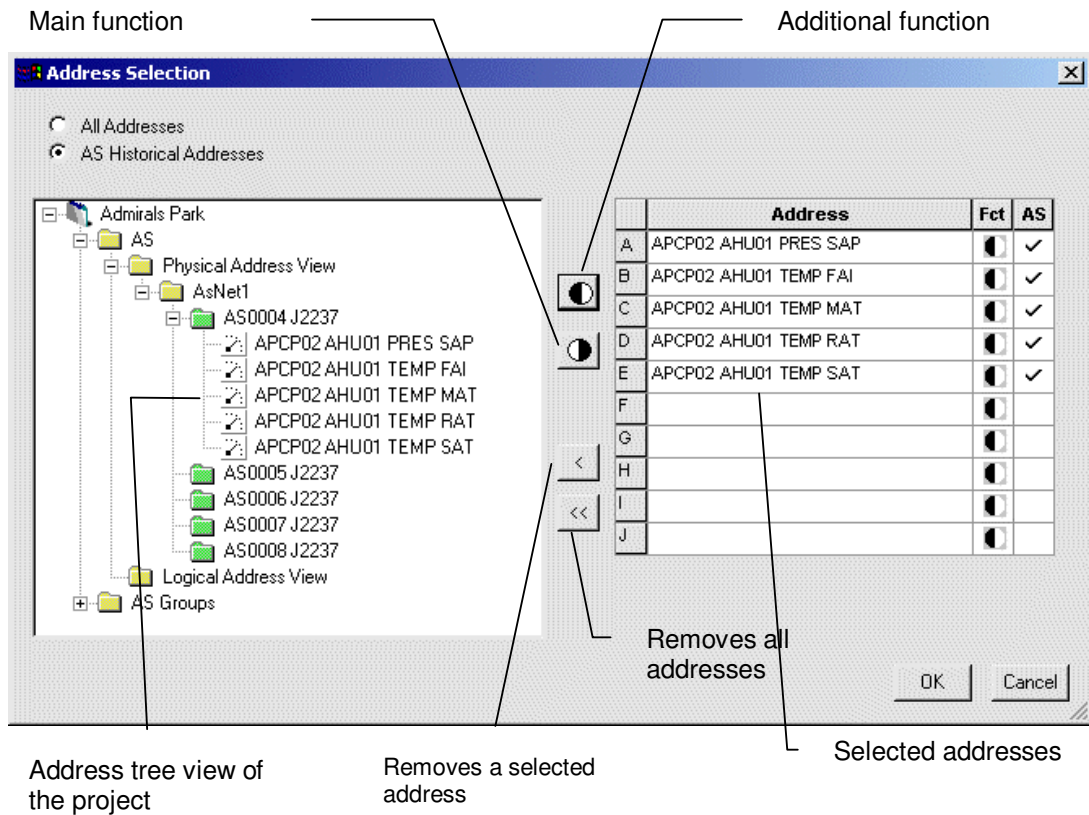 Main function
Additional function
Address Selection
All Addresses
AS Historical Addresses
Admirals Park
AS
Physical Address View
AsNet1
AS0004 J2237
APCP02 AHU01 PRES SAP
APCP02 AHU01 TEMP FAI
APCP02 AHU01 TEMP MAT
APCP02 AHU01 TEMP RAT
APCP02 AHU01 TEMP SAT
AS0005 J2237
AS0006 J2237
AS0007 J2237
AS0008 J2237
Logical Address View
AS Groups
<
<<
Address Fct AS
A APCP02 AHU01 PRES SAP
B APCP02 AHU01 TEMP FAI
C APCP02 AHU01 TEMP MAT
D APCP02 AHU01 TEMP RAT
E APCP02 AHU01 TEMP SAT
F
G
H
I
J
Removes all
addresses
OK Cancel
Address tree view of
the project
Removes a selected
address
Selected addresses